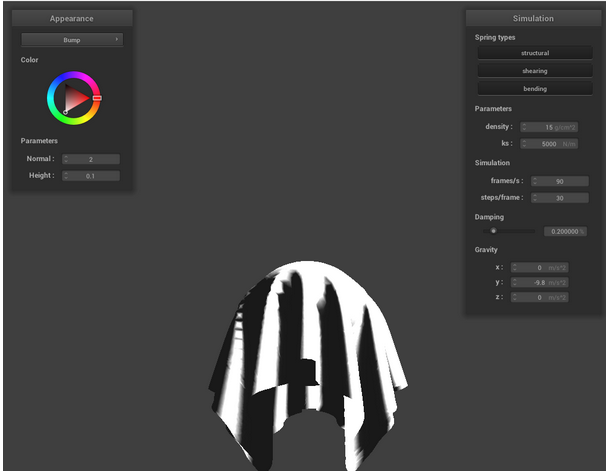 Appearance
Bump
Color
Parameters
Normal : 2
Height : 0.1
Simulation
Spring types
structural
shearing
bending
Parameters
density : 15 g/cm^2
ks : 5000 N/m
Simulation
frames/s : 90
steps/frame : 30
Damping
0.200000 %
Gravity
x : 0 m/s^2
y : -9.8 m/s^2
z : 0 m/s^2